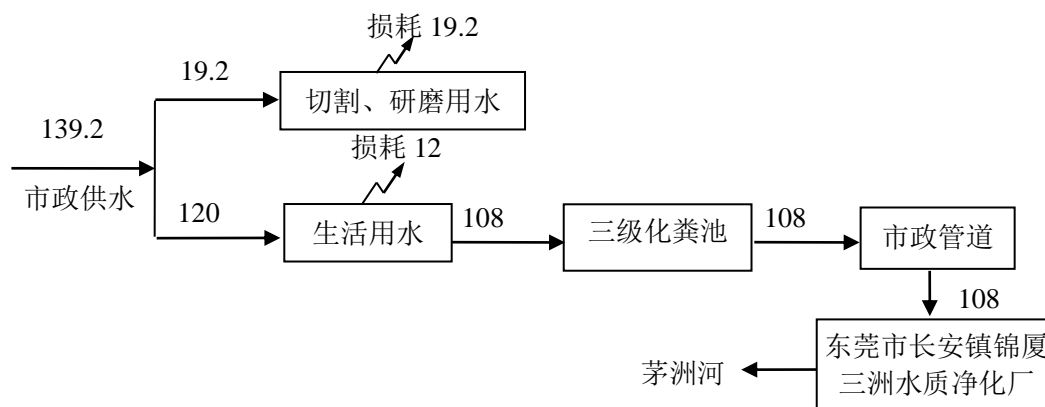 损耗 19.2
19.2
切割、研磨用水
139.2
市政供水
损耗 12
120
生活用水
108
三级化粪池
108
市政管道
108
东莞市长安镇锦厦
三洲水质净化厂
茅洲河